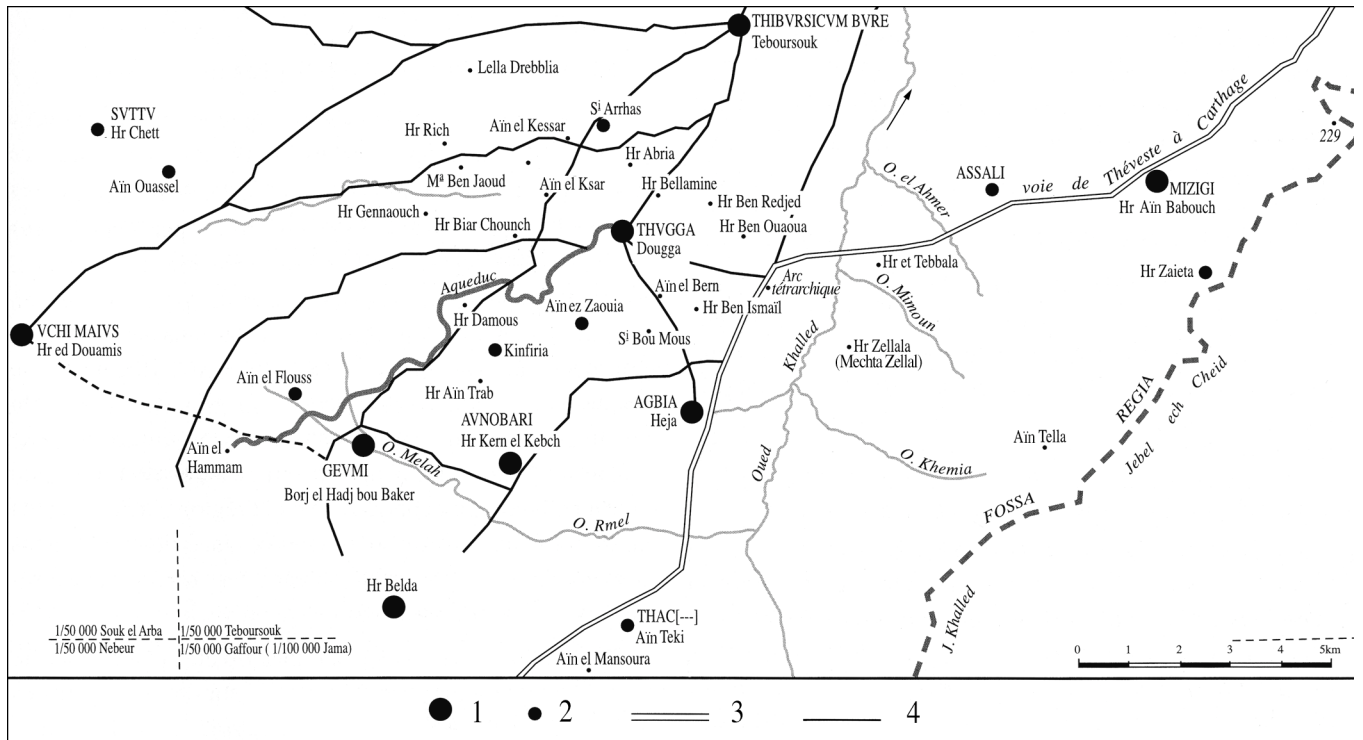 THIBVRSICVM BVRE
Teboursouk
Lella Drebblia
SVTTV
Hr Chett
Aïn Ouassel
Hr Rich
Aïn el Kessar
Sⁱ Arrhas
Mª Ben Jaoud
Hr Abria
Aïn el Ksar
Hr Bellamine
Hr Gennaouch
Hr Biar Chounch
Hr Ben Redjed
Hr Ben Ouaoua
THVGGA
Dougga
O. el Ahmer
ASSALI
voie de Théveste à Carthage
229
MIZIGI
Hr Aïn Babouch
Hr et Tebbala
Hr Zaieta
Aqueduc
Arc
tétrarchique
O. Mimoun
Aïn el Bern
Hr Ben Ismaïl
Aïn ez Zaouia
Hr Damous
Sⁱ Bou Mous
Kinfiria
VCHI MAIVS
Hr ed Douamis
Hr Zellala
(Mechta Zellal)
Aïn el Flouss
Hr Aïn Trab
AGBIA
Heja
AVNOBARI
Hr Kern el Kebch
Aïn el
Hammam
GEVMI
Borj el Hadj bou Baker
O. Melah
O. Rmel
Oued Khalled
O. Khemia
Aïn Tella
FOSSA REGIA
Jebel ech Cheid
J. Khalled
Hr Belda
THAC[---]
Aïn Teki
Aïn el Mansoura
1/50 000 Souk el Arba
1/50 000 Teboursouk
1/50 000 Nebeur
1/50 000 Gaffour ( 1/100 000 Jama)
0 1 2 3 4 5km
1 2 3 4